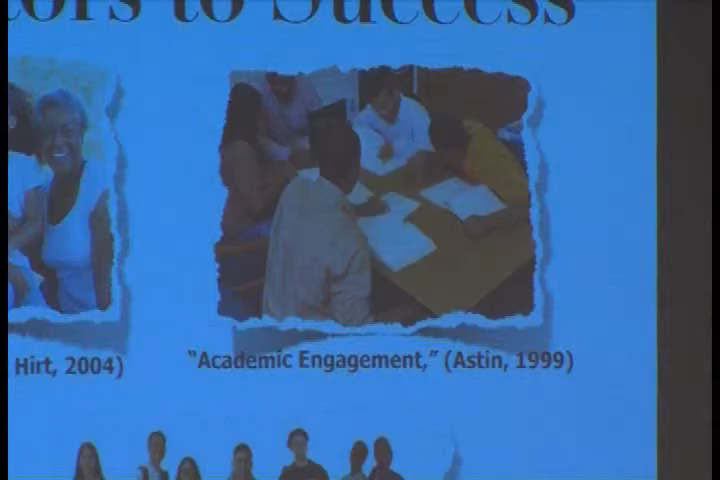 tors to Success
Hirt, 2004)
“Academic Engagement,” (Astin, 1999)